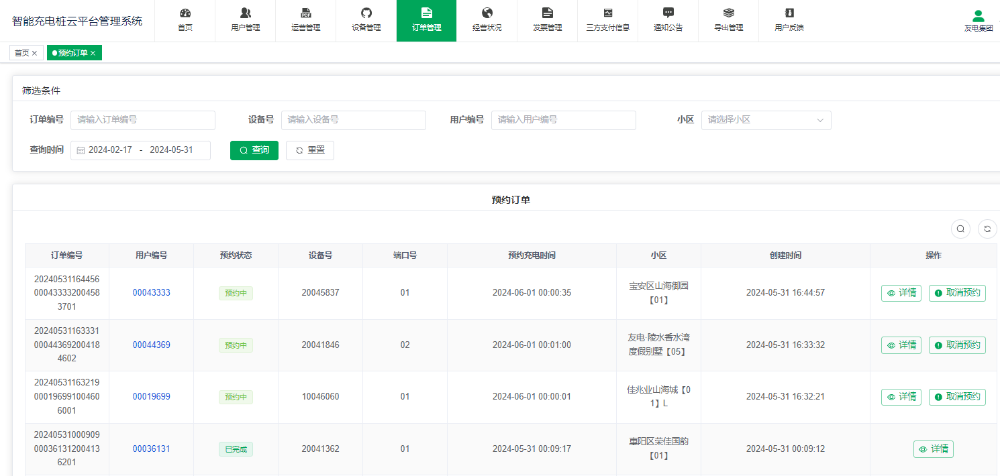 智能充电桩云平台管理系统
首页
用户管理
运营管理
设备管理
订单管理
经营状况
发票管理
三方支付信息
通知公告
导出管理
用户反馈
友电集团
首页 ×
预约订单 ×
筛选条件
订单编号 请输入订单编号 设备号 请输入设备号 用户编号 请输入用户编号 小区 请选择小区
查询时间 2024-02-17 - 2024-05-31 查询 重置
预约订单
订单编号 用户编号 预约状态 设备号 端口号 预约充电时间 小区 创建时间 操作
20240531164456
00043333200458
3701
00043333 预约中 20045837 01 2024-06-01 00:00:35
宝安区山海御园
【01】
2024-05-31 16:44:57 详情 取消预约
20240531163331
00044369200418
4602
00044369 预约中 20041846 02 2024-06-01 00:01:00
友电·陵水香水湾
度假别墅【05】
2024-05-31 16:33:32 详情 取消预约
20240531163219
00019699100460
6001
00019699 预约中 10046060 01 2024-06-01 00:00:01
佳兆业山海城【0
1】L
2024-05-31 16:32:21 详情 取消预约
20240531000909
00036131200413
6201
00036131 已完成 20041362 01 2024-05-31 00:09:17
惠阳区荣佳国韵
【01】
2024-05-31 00:09:12 详情